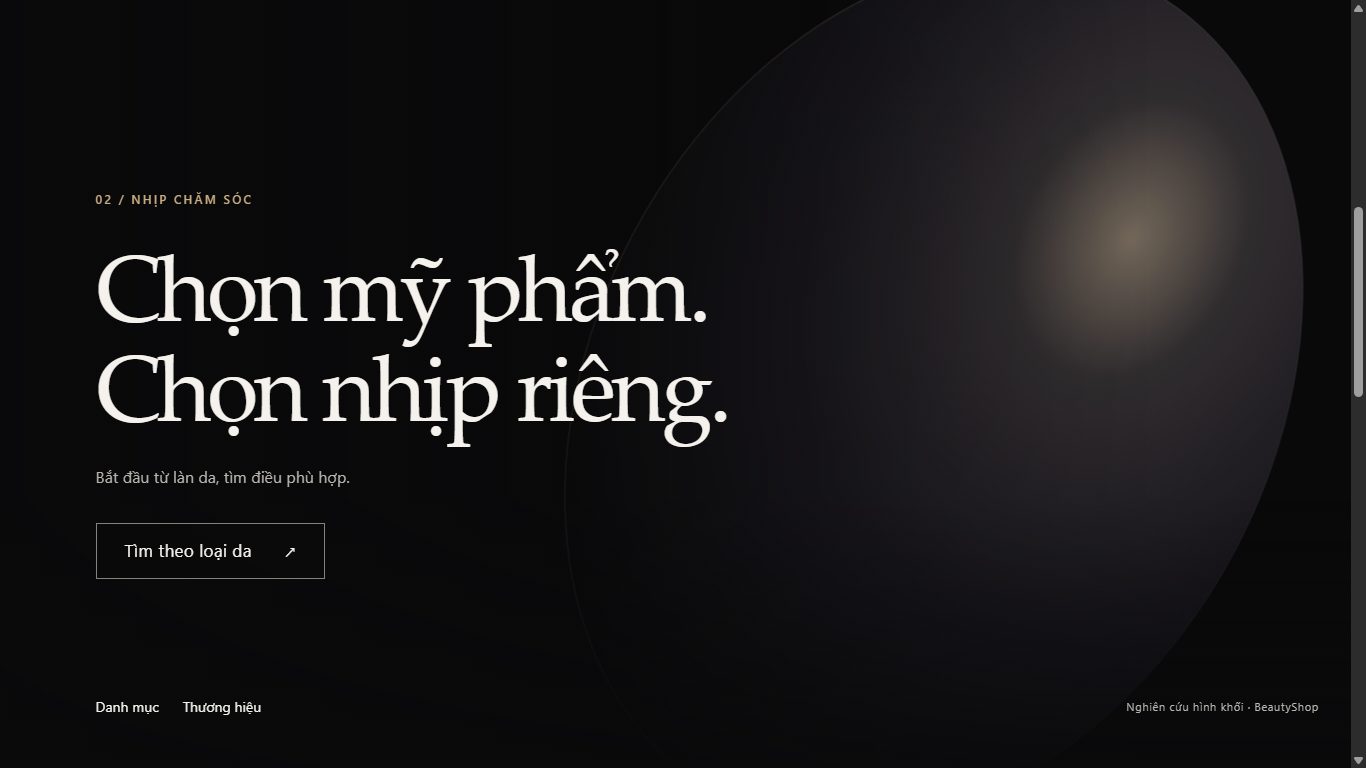 02 / NHỊP CHĂM SÓC
Chọn mỹ phẩm.
Chọn nhịp riêng.
Bắt đầu từ làn da, tìm điều phù hợp.
Tìm theo loại da ↗
Danh mục Thương hiệu
Nghiên cứu hình khối · BeautyShop